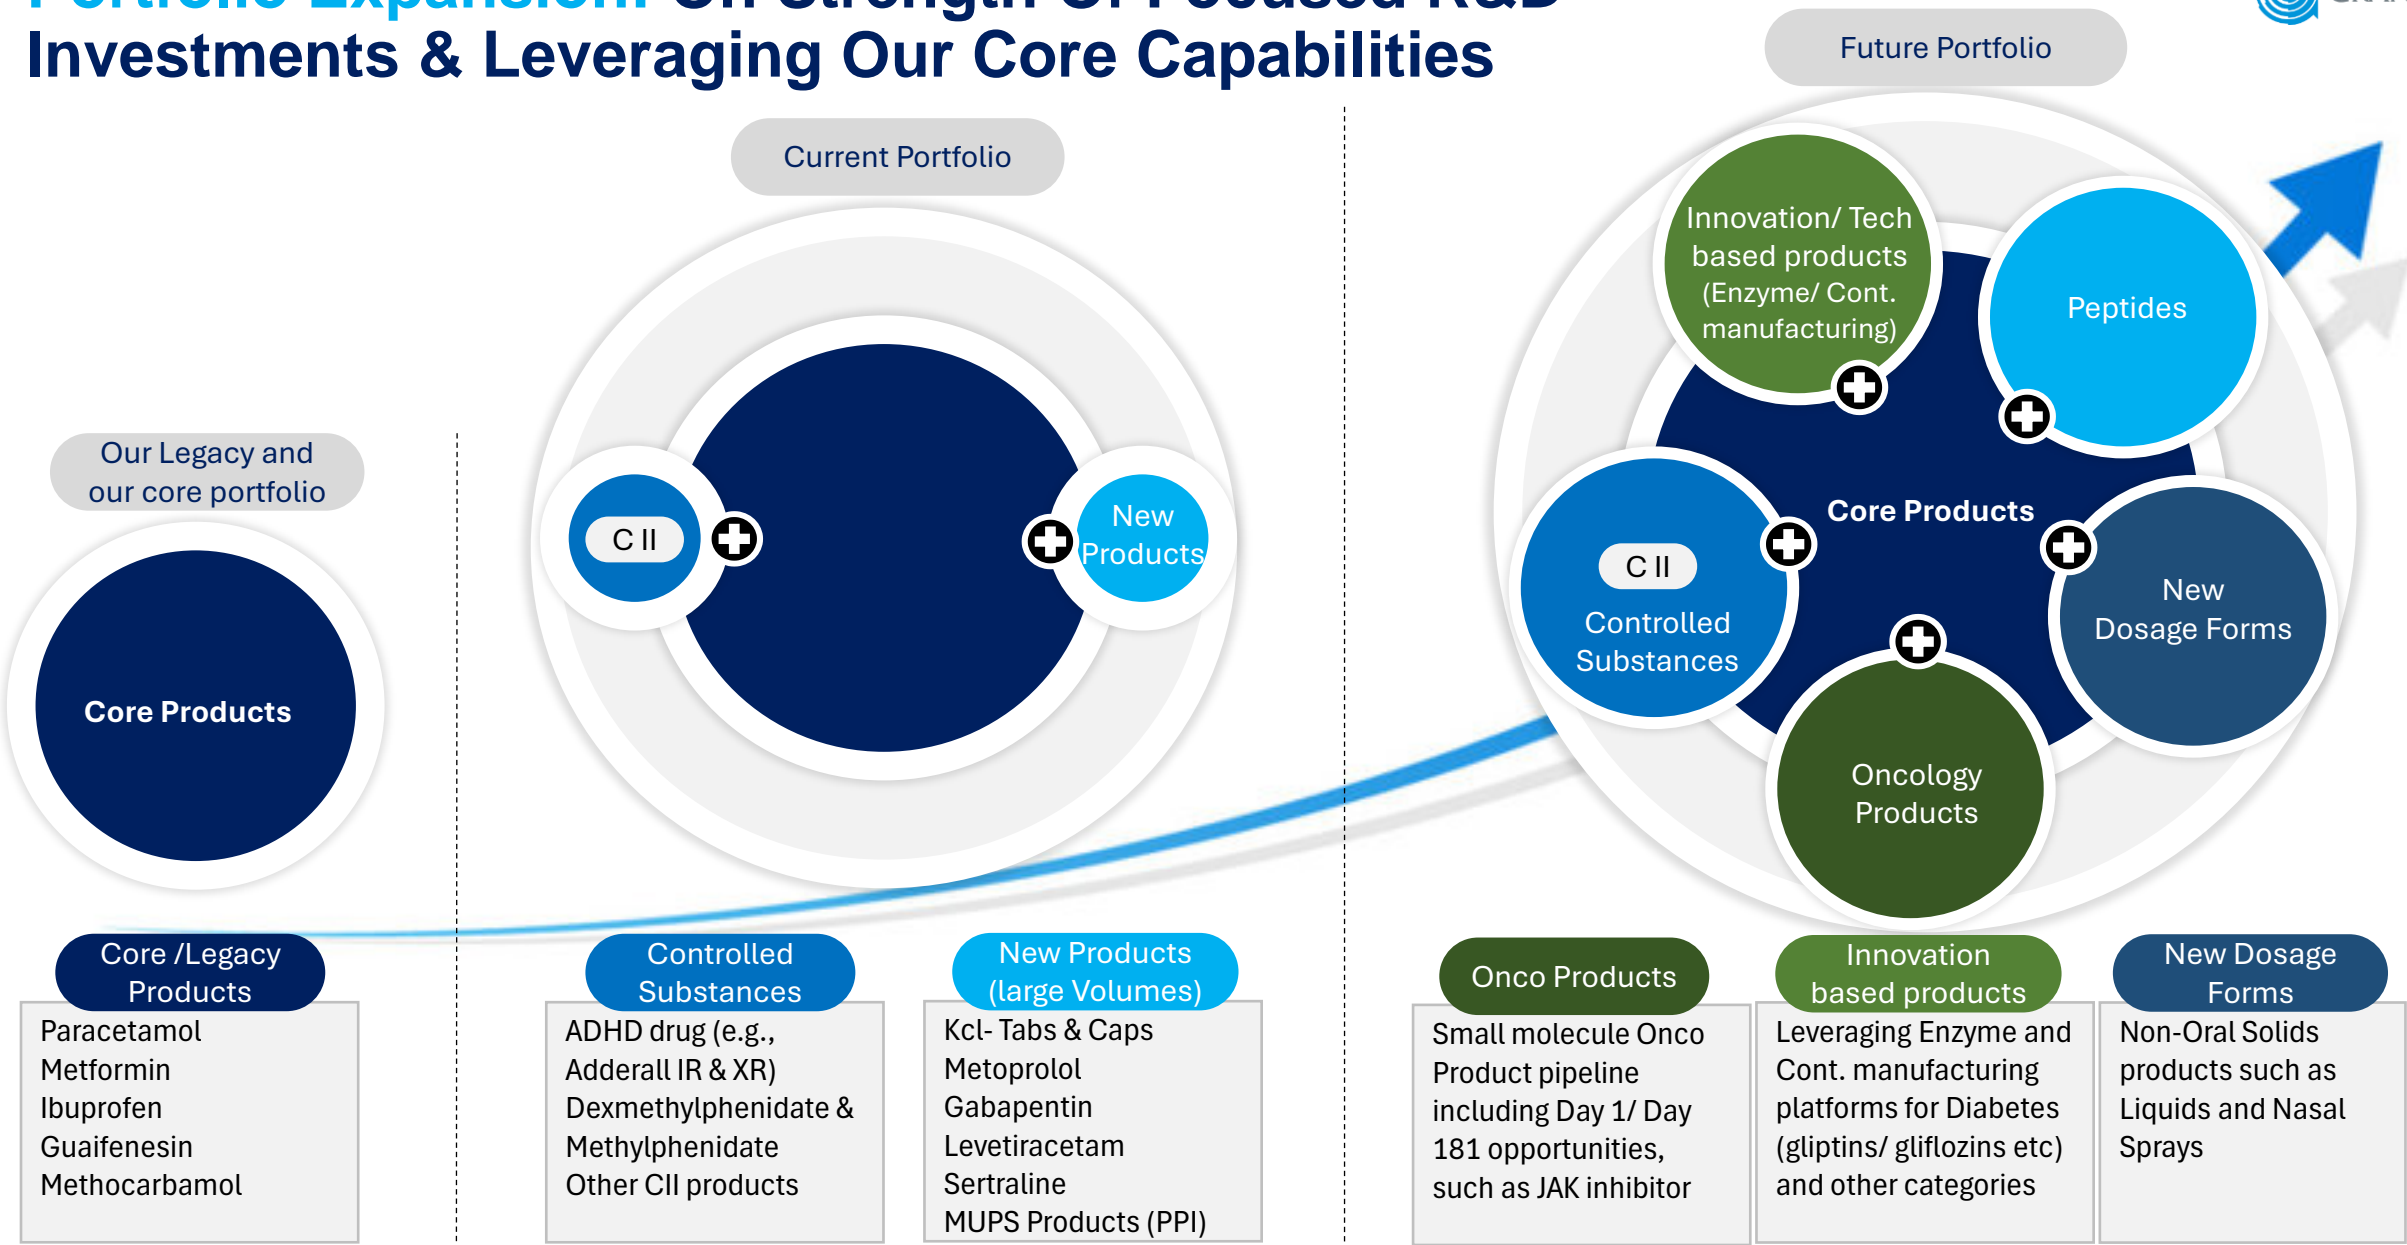 Portfolio Expansion: On Strength Of Focused R&D
Investments & Leveraging Our Core Capabilities
Our Legacy and
our core portfolio
Core Products
Core /Legacy
Products
Paracetamol
Metformin
Ibuprofen
Guaifenesin
Methocarbamol
Current Portfolio
C II
New
Products
Controlled
Substances
ADHD drug (e.g.,
Adderall IR & XR)
Dexmethylphenidate &
Methylphenidate
Other CII products
New Products
(large Volumes)
Kcl- Tabs & Caps
Metoprolol
Gabapentin
Levetiracetam
Sertraline
MUPS Products (PPI)
Future Portfolio
Innovation/ Tech
based products
(Enzyme/ Cont.
manufacturing)
Peptides
Core Products
C II
Controlled
Substances
New
Dosage Forms
Oncology
Products
Onco Products
Small molecule Onco
Product pipeline
including Day 1/ Day
181 opportunities,
such as JAK inhibitor
Innovation
based products
Leveraging Enzyme and
Cont. manufacturing
platforms for Diabetes
(gliptins/ gliflozins etc)
and other categories
New Dosage
Forms
Non-Oral Solids
products such as
Liquids and Nasal
Sprays